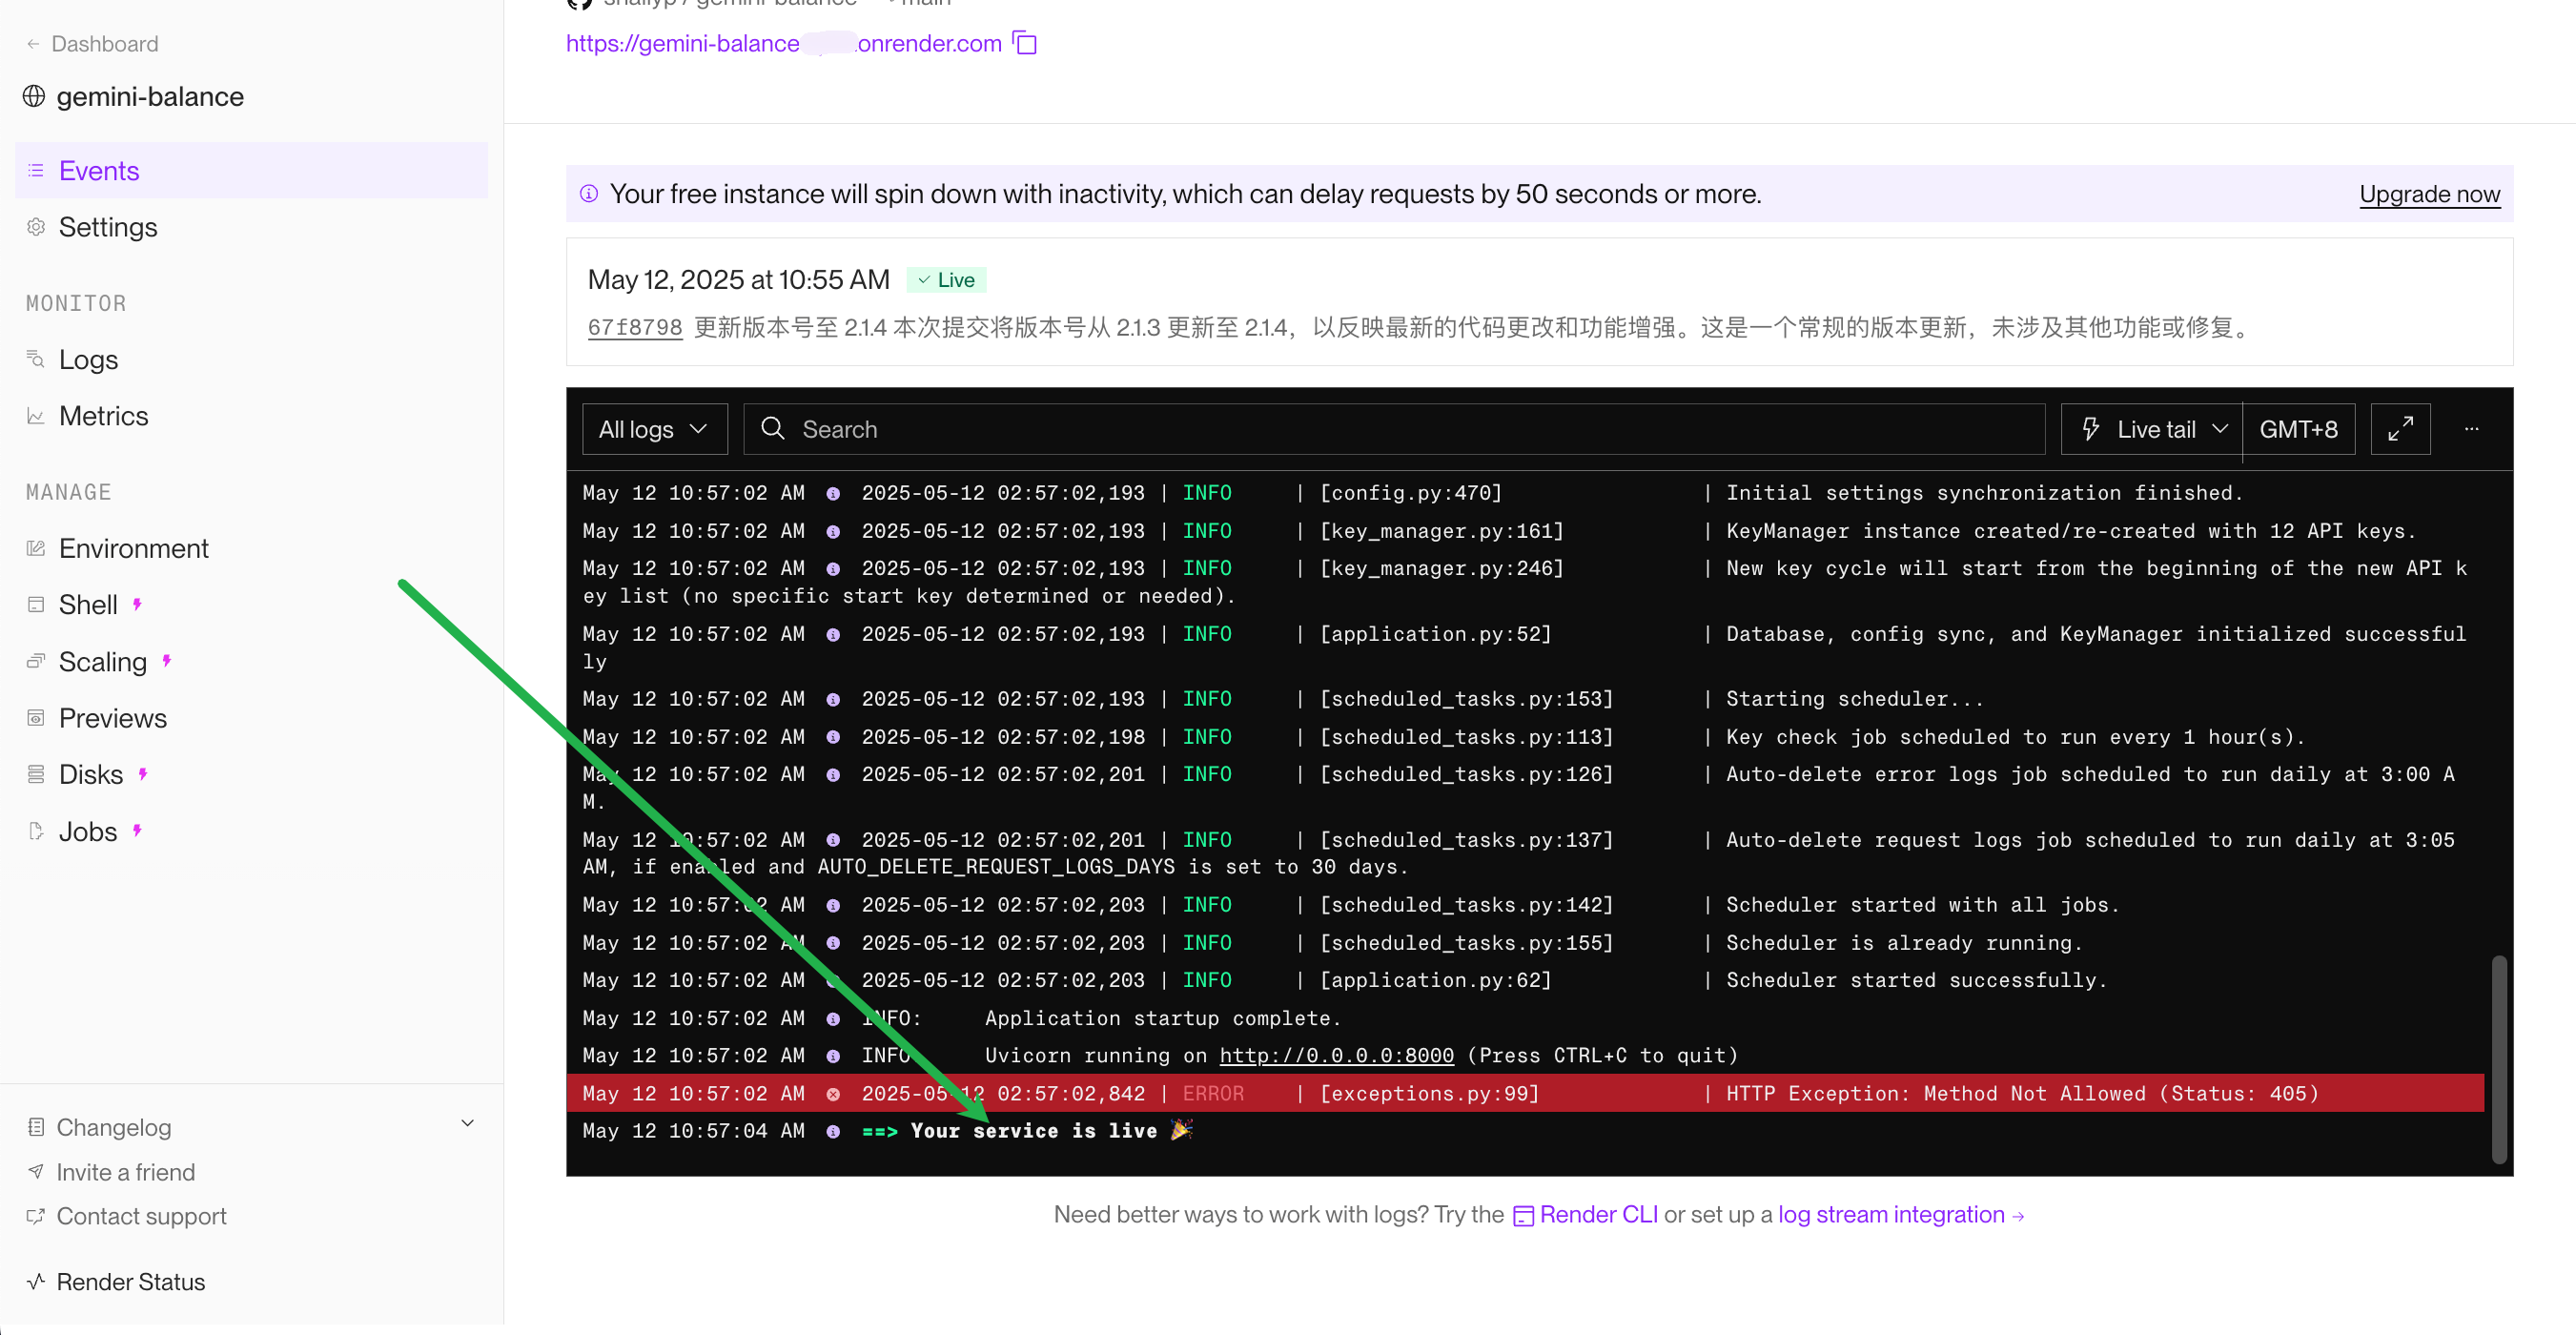 ← Dashboard
gemini-balance
Events
Settings
MONITOR
Logs
Metrics
MANAGE
Environment
Shell
Scaling
Previews
Disks
Jobs
Changelog
Invite a friend
Contact support
Render Status
gemini-balance main
https://gemini-balance onrender.com
Your free instance will spin down with inactivity, which can delay requests by 50 seconds or more. Upgrade now
May 12, 2025 at 10:55 AM Live
67f8798 更新版本号至 2.1.4 本次提交将版本号从 2.1.3 更新至 2.1.4，以反映最新的代码更改和功能增强。这是一个常规的版本更新，未涉及其他功能或修复。
All logs Search Live tail GMT+8 ...
May 12 10:57:02 AM 2025-05-12 02:57:02,193 | INFO | [config.py:470] | Initial settings synchronization finished.
May 12 10:57:02 AM 2025-05-12 02:57:02,193 | INFO | [key_manager.py:161] | KeyManager instance created/re-created with 12 API keys.
May 12 10:57:02 AM 2025-05-12 02:57:02,193 | INFO | [key_manager.py:246] | New key cycle will start from the beginning of the new API k
ey list (no specific start key determined or needed).
May 12 10:57:02 AM 2025-05-12 02:57:02,193 | INFO | [application.py:52] | Database, config sync, and KeyManager initialized successful
ly
May 12 10:57:02 AM 2025-05-12 02:57:02,193 | INFO | [scheduled_tasks.py:153] | Starting scheduler...
May 12 10:57:02 AM 2025-05-12 02:57:02,198 | INFO | [scheduled_tasks.py:113] | Key check job scheduled to run every 1 hour(s).
May 12 10:57:02 AM 2025-05-12 02:57:02,201 | INFO | [scheduled_tasks.py:126] | Auto-delete error logs job scheduled to run daily at 3:00 A
M.
May 12 10:57:02 AM 2025-05-12 02:57:02,201 | INFO | [scheduled_tasks.py:137] | Auto-delete request logs job scheduled to run daily at 3:05
AM, if enabled and AUTO_DELETE_REQUEST_LOGS_DAYS is set to 30 days.
May 12 10:57:02 AM 2025-05-12 02:57:02,203 | INFO | [scheduled_tasks.py:142] | Scheduler started with all jobs.
May 12 10:57:02 AM 2025-05-12 02:57:02,203 | INFO | [scheduled_tasks.py:155] | Scheduler is already running.
May 12 10:57:02 AM 2025-05-12 02:57:02,203 | INFO | [application.py:62] | Scheduler started successfully.
May 12 10:57:02 AM INFO: Application startup complete.
May 12 10:57:02 AM INFO Uvicorn running on http://0.0.0.0:8000 (Press CTRL+C to quit)
May 12 10:57:02 AM 2025-05-12 02:57:02,842 | ERROR | [exceptions.py:99] | HTTP Exception: Method Not Allowed (Status: 405)
May 12 10:57:04 AM ==> Your service is live 🎉
Need better ways to work with logs? Try the Render CLI or set up a log stream integration →